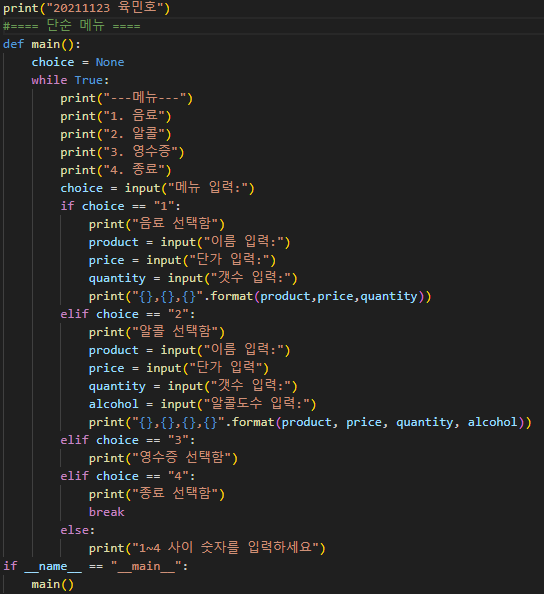 print("20211123 육민호")
#==== 단순 메뉴 ====
def main():
    choice = None
    while True:
        print("---메뉴---")
        print("1. 음료")
        print("2. 알콜")
        print("3. 영수증")
        print("4. 종료")
        choice = input("메뉴 입력:")
        if choice == "1":
            print("음료 선택함")
            product = input("이름 입력:")
            price = input("단가 입력:")
            quantity = input("갯수 입력:")
            print("{},{},{}".format(product,price,quantity))
        elif choice == "2":
            print("알콜 선택함")
            product = input("이름 입력:")
            price = input("단가 입력")
            quantity = input("갯수 입력:")
            alcohol = input("알콜도수 입력:")
            print("{},{},{},{}".format(product, price, quantity, alcohol))
        elif choice == "3":
            print("영수증 선택함")
        elif choice == "4":
            print("종료 선택함")
            break
        else:
            print("1~4 사이 숫자를 입력하세요")
if __name__ == "__main__":
    main()